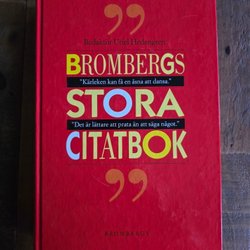 ”
Redaktör Uriel Hedengren
BROMBERGS
"Kärleken kan få en åsna att dansa."
STORA
"Det är lättare att prata än att säga något."
CITATBOK
BROMBERGS
”